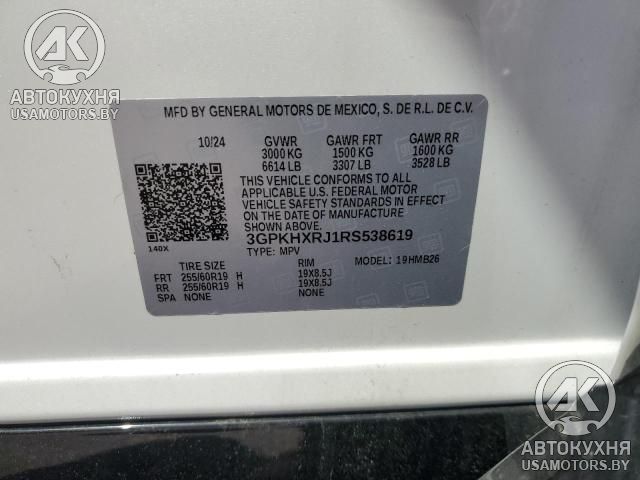 AK
АВТОКУХНЯ
USAMOTORS.BY
MFD BY GENERAL MOTORS DE MEXICO, S. DE R.L. DE C.V.
10/24 GVWR GAWR FRT GAWR RR
3000 KG 1500 KG 1600 KG
6614 LB 3307 LB 3528 LB
THIS VEHICLE CONFORMS TO ALL
APPLICABLE U.S. FEDERAL MOTOR
VEHICLE SAFETY STANDARDS IN EFFECT
ON THE DATE OF MANUFACTURE SHOWN ABOVE.
3GPKHXRJ1RS538619
140X TYPE: MPV MODEL: 19HMB26
TIRE SIZE RIM
FRT 255/60R19 H 19X8.5J
RR 255/60R19 H 19X8.5J
SPA NONE NONE
AK
АВТОКУХНЯ
USAMOTORS.BY